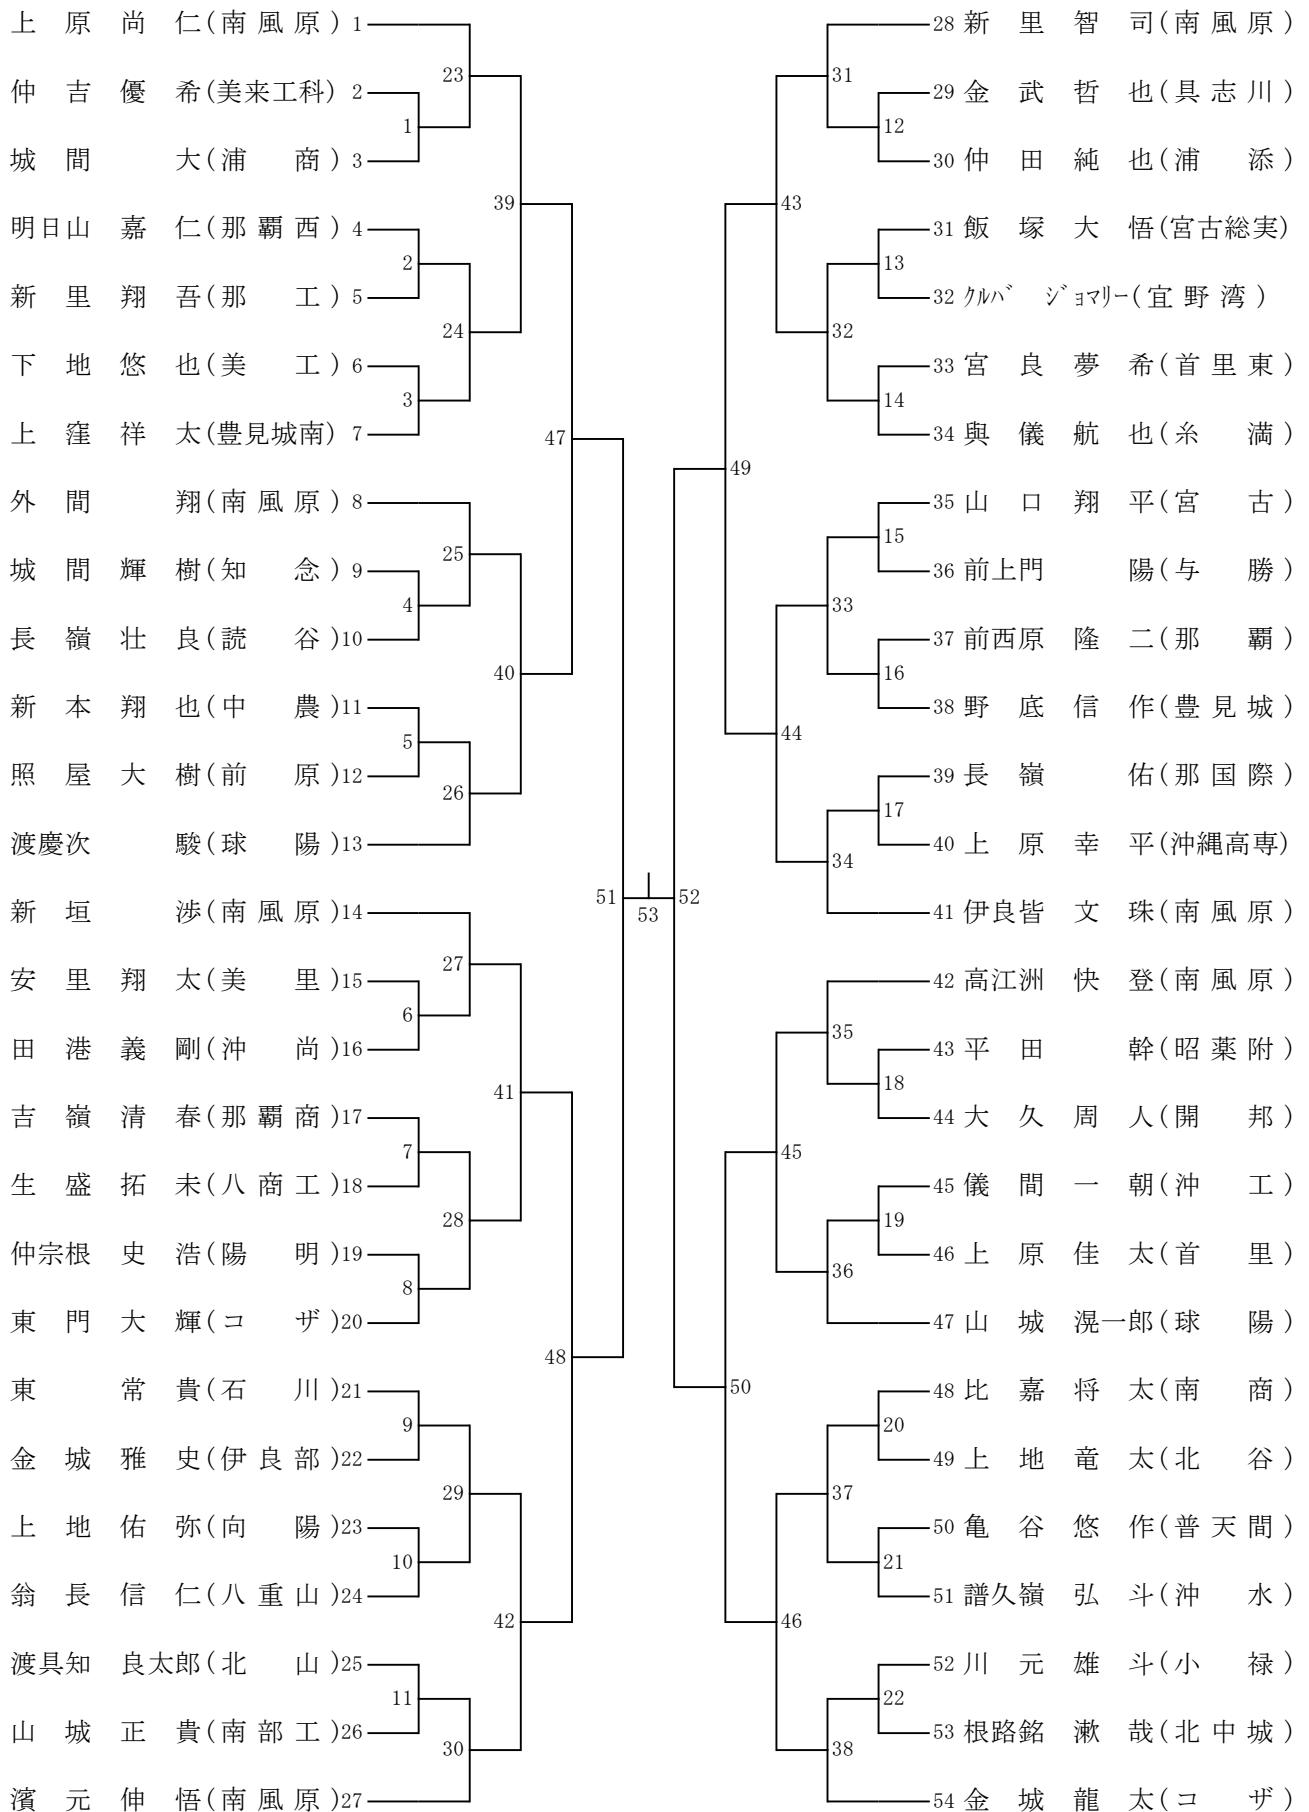 上原尚仁(南風原) 1
仲吉優希(美来工科) 2
城間 大(浦商) 3
明日山嘉仁(那覇西) 4
新里翔吾(那工) 5
下地悠也(美工) 6
上窪祥太(豊見城南) 7
外間 翔(南風原) 8
城間輝樹(知念) 9
長嶺壮良(読谷)10
新本翔也(中農)11
照屋大樹(前原)12
渡慶次 駿(球陽)13
新垣 渉(南風原)14
安里翔太(美里)15
田港義剛(沖尚)16
吉嶺清春(那覇商)17
生盛拓未(八商工)18
仲宗根史浩(陽明)19
東門大輝(コザ)20
東 常貴(石川)21
金城雅史(伊良部)22
上地佑弥(向陽)23
翁長信仁(八重山)24
渡具知良太郎(北山)25
山城正貴(南部工)26
濱元伸悟(南風原)27
1
2
3
4
5
6
7
8
9
10
11
23
24
25
26
27
28
29
30
39
40
41
42
47
48
51
53
52
49
50
43
44
45
46
31
32
33
34
35
36
37
38
12
13
14
15
16
17
18
19
20
21
22
28 新里智司(南風原)
29 金武哲也(具志川)
30 仲田純也(浦添)
31 飯塚大悟(宮古総実)
32 クルバ ジョマリー(宜野湾)
33 宮良夢希(首里東)
34 與儀航也(糸満)
35 山口翔平(宮古)
36 前上門 陽(与勝)
37 前西原隆二(那覇)
38 野底信作(豊見城)
39 長嶺 佑(那国際)
40 上原幸平(沖縄高専)
41 伊良皆文珠(南風原)
42 高江洲快登(南風原)
43 平田 幹(昭薬附)
44 大久周人(開邦)
45 儀間一朝(沖工)
46 上原佳太(首里)
47 山城滉一郎(球陽)
48 比嘉将太(南商)
49 上地竜太(北谷)
50 亀谷悠作(普天間)
51 譜久嶺弘斗(沖水)
52 川元雄斗(小禄)
53 根路銘漱哉(北中城)
54 金城龍太(コザ)